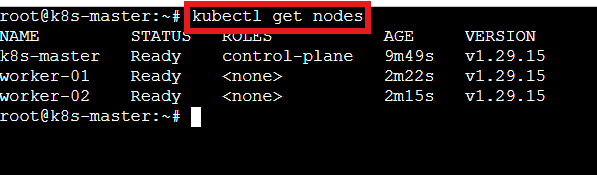 root@k8s-master:~# kubectl get nodes
NAME STATUS ROLES AGE VERSION
k8s-master Ready control-plane 9m49s v1.29.15
worker-01 Ready <none> 2m22s v1.29.15
worker-02 Ready <none> 2m15s v1.29.15
root@k8s-master:~#